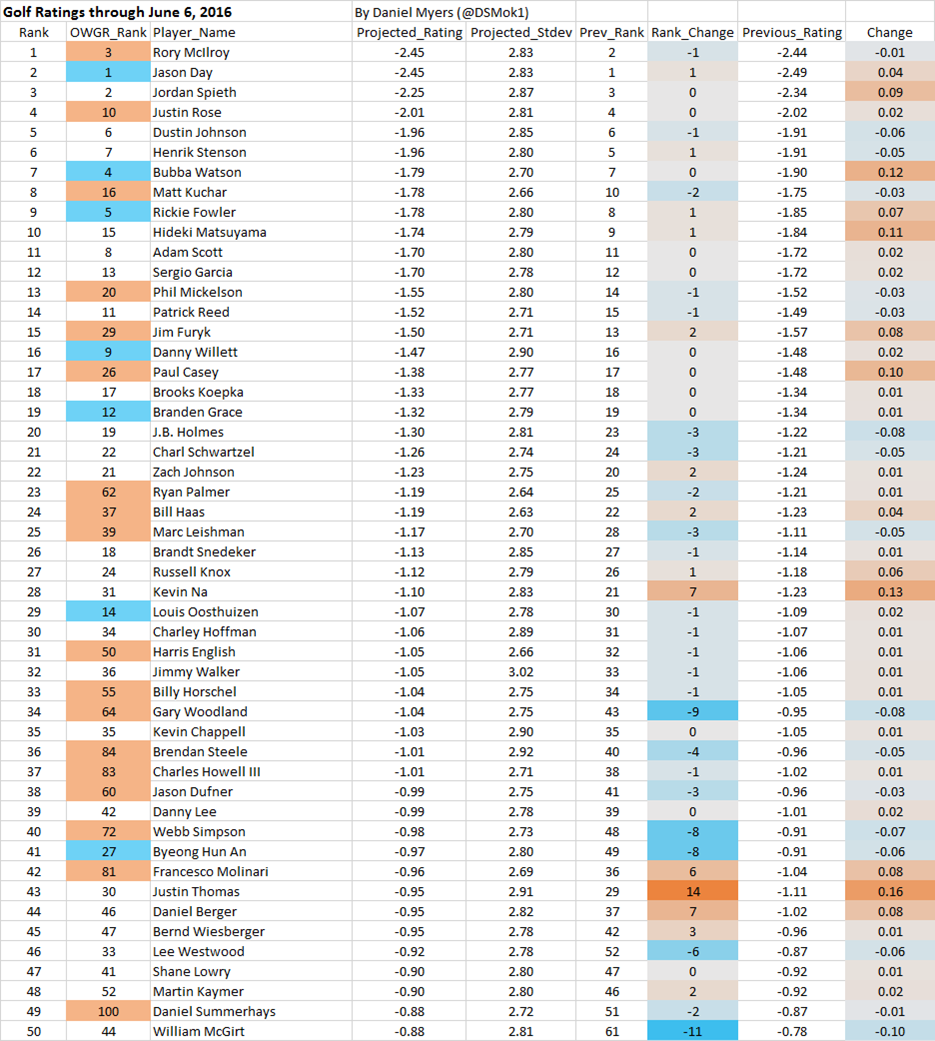 Golf Ratings through June 6, 2016 By Daniel Myers (@DSMok1)
Rank OWGR_Rank Player_Name Projected_Rating Projected_Stdev Prev_Rank Rank_Change Previous_Rating Change
1 3 Rory McIlroy -2.45 2.83 2 -1 -2.44 -0.01
2 1 Jason Day -2.45 2.83 1 1 -2.49 0.04
3 2 Jordan Spieth -2.25 2.87 3 0 -2.34 0.09
4 10 Justin Rose -2.01 2.81 4 0 -2.02 0.02
5 6 Dustin Johnson -1.96 2.85 6 -1 -1.91 -0.06
6 7 Henrik Stenson -1.96 2.80 5 1 -1.91 -0.05
7 4 Bubba Watson -1.79 2.70 7 0 -1.90 0.12
8 16 Matt Kuchar -1.78 2.66 10 -2 -1.75 -0.03
9 5 Rickie Fowler -1.78 2.80 8 1 -1.85 0.07
10 15 Hideki Matsuyama -1.74 2.79 9 1 -1.84 0.11
11 8 Adam Scott -1.70 2.80 11 0 -1.72 0.02
12 13 Sergio Garcia -1.70 2.78 12 0 -1.72 0.02
13 20 Phil Mickelson -1.55 2.80 14 -1 -1.52 -0.03
14 11 Patrick Reed -1.52 2.71 15 -1 -1.49 -0.03
15 29 Jim Furyk -1.50 2.71 13 2 -1.57 0.08
16 9 Danny Willett -1.47 2.90 16 0 -1.48 0.02
17 26 Paul Casey -1.38 2.77 17 0 -1.48 0.10
18 17 Brooks Koepka -1.33 2.77 18 0 -1.34 0.01
19 12 Branden Grace -1.32 2.79 19 0 -1.34 0.01
20 19 J.B. Holmes -1.30 2.81 23 -3 -1.22 -0.08
21 22 Charl Schwartzel -1.26 2.74 24 -3 -1.21 -0.05
22 21 Zach Johnson -1.23 2.75 20 2 -1.24 0.01
23 62 Ryan Palmer -1.19 2.64 25 -2 -1.21 0.01
24 37 Bill Haas -1.19 2.63 22 2 -1.23 0.04
25 39 Marc Leishman -1.17 2.70 28 -3 -1.11 -0.05
26 18 Brandt Snedeker -1.13 2.85 27 -1 -1.14 0.01
27 24 Russell Knox -1.12 2.79 26 1 -1.18 0.06
28 31 Kevin Na -1.10 2.83 21 7 -1.23 0.13
29 14 Louis Oosthuizen -1.07 2.78 30 -1 -1.09 0.02
30 34 Charley Hoffman -1.06 2.89 31 -1 -1.07 0.01
31 50 Harris English -1.05 2.66 32 -1 -1.06 0.01
32 36 Jimmy Walker -1.05 3.02 33 -1 -1.06 0.01
33 55 Billy Horschel -1.04 2.75 34 -1 -1.05 0.01
34 64 Gary Woodland -1.04 2.75 43 -9 -0.95 -0.08
35 35 Kevin Chappell -1.03 2.90 35 0 -1.05 0.01
36 84 Brendan Steele -1.01 2.92 40 -4 -0.96 -0.05
37 83 Charles Howell III -1.01 2.71 38 -1 -1.02 0.01
38 60 Jason Dufner -0.99 2.75 41 -3 -0.96 -0.03
39 42 Danny Lee -0.99 2.78 39 0 -1.01 0.02
40 72 Webb Simpson -0.98 2.73 48 -8 -0.91 -0.07
41 27 Byeong Hun An -0.97 2.80 49 -8 -0.91 -0.06
42 81 Francesco Molinari -0.96 2.69 36 6 -1.04 0.08
43 30 Justin Thomas -0.95 2.91 29 14 -1.11 0.16
44 46 Daniel Berger -0.95 2.82 37 7 -1.02 0.08
45 47 Bernd Wiesberger -0.95 2.78 42 3 -0.96 0.01
46 33 Lee Westwood -0.92 2.78 52 -6 -0.87 -0.06
47 41 Shane Lowry -0.90 2.80 47 0 -0.92 0.01
48 52 Martin Kaymer -0.90 2.80 46 2 -0.92 0.02
49 100 Daniel Summerhays -0.88 2.72 51 -2 -0.87 -0.01
50 44 William McGirt -0.88 2.81 61 -11 -0.78 -0.10